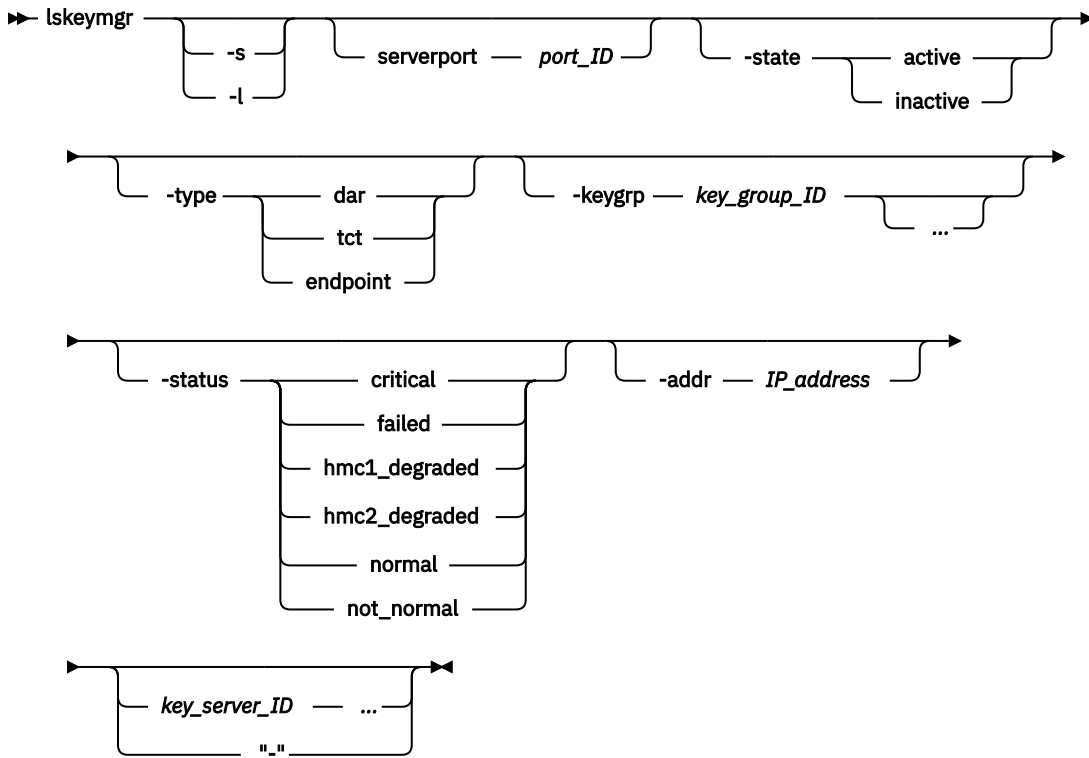 lskeymgr
-s
-l
serverport port_ID
-state active
inactive
-type dar
tct
endpoint
-keygrp key_group_ID
...
-status critical
failed
hmc1_degraded
hmc2_degraded
normal
not_normal
-addr IP_address
key_server_ID ...
"-"